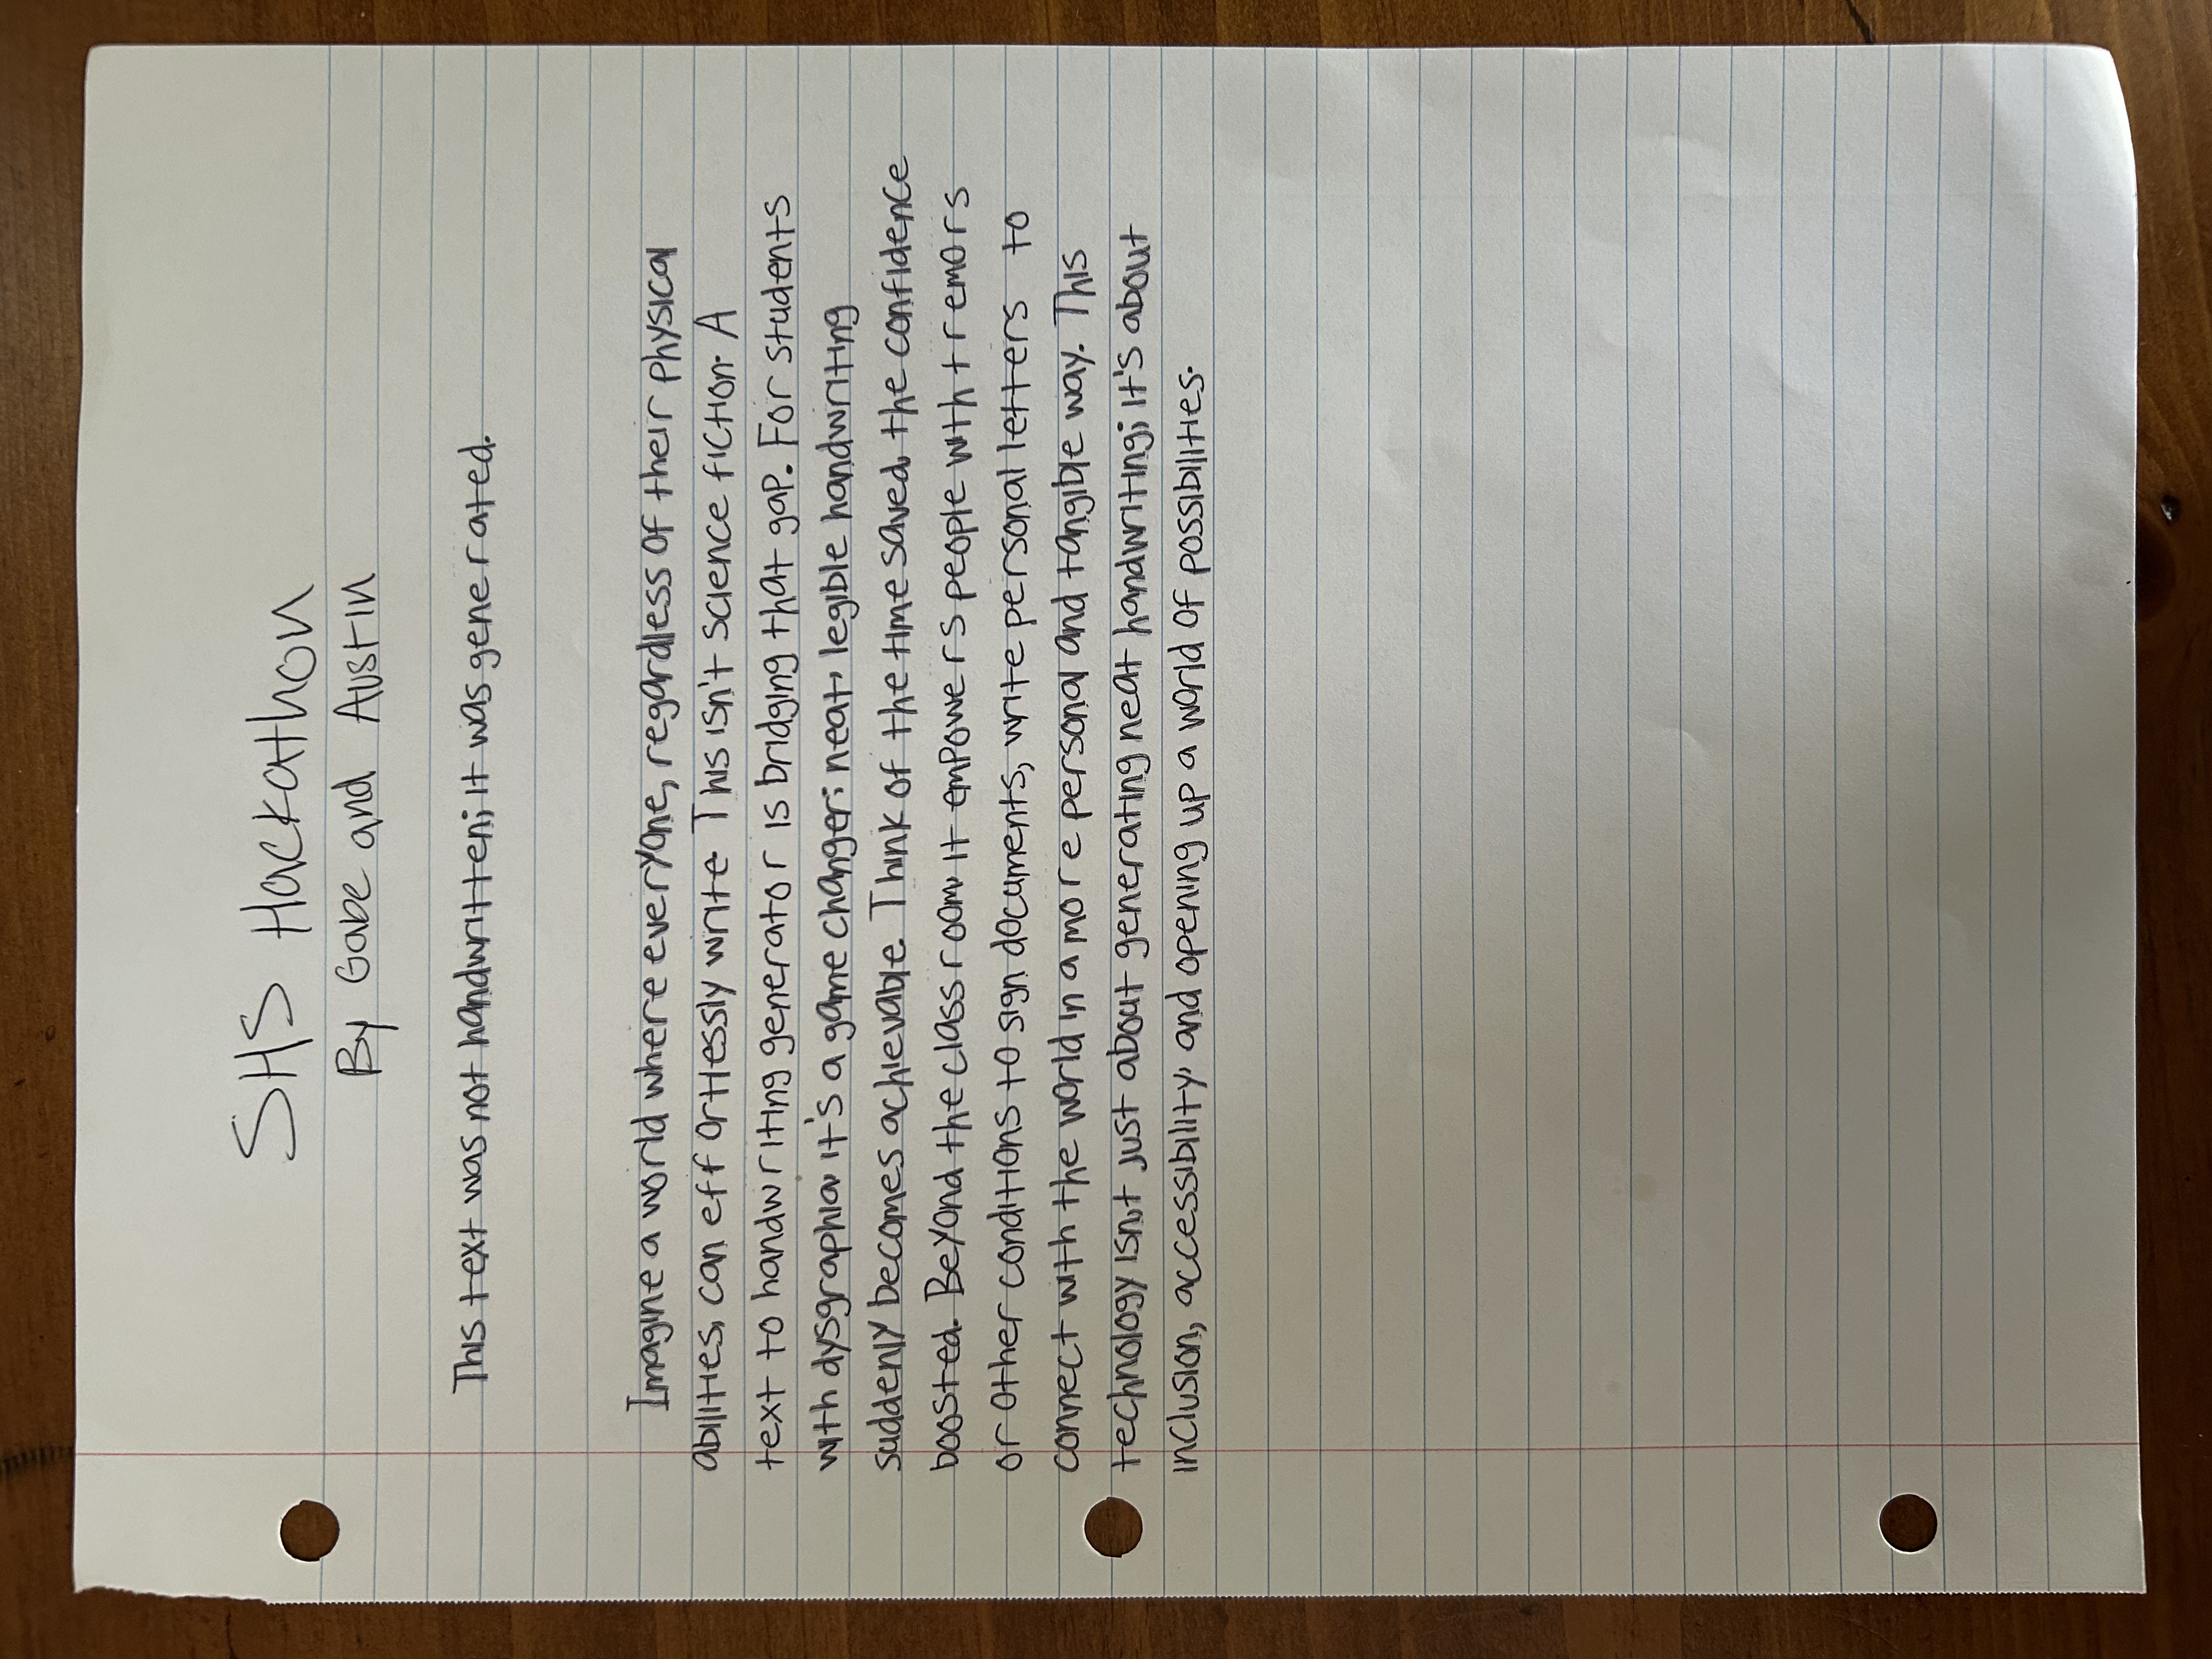 SHS Hackathon
By Gabe and Austin
This text was not handwritten; it was generated.
Imagine a world where everyone, regardless of their physical
abilities, can effortlessly write. This isn't science fiction. A
text to handwriting generator is bridging that gap. For students
with dysgraphia, it's a game changer: neat, legible handwriting
suddenly becomes achievable. Think of the time saved, the confidence
boosted. Beyond the classroom, it empowers people with tremors
or other conditions to sign documents, write personal letters to
connect with the world in a more personal and tangible way. This
technology isn,t just about generating neat handwriting; it's about
inclusion, accessibility, and opening up a world of possibilities.